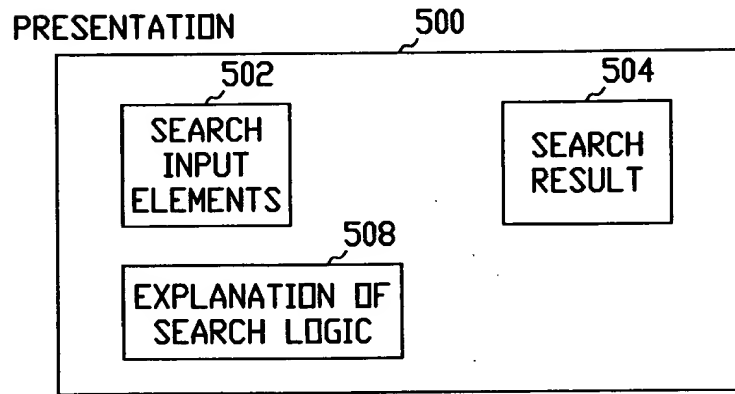 PRESENTATION
500
502
SEARCH
INPUT
ELEMENTS
504
SEARCH
RESULT
508
EXPLANATION OF
SEARCH LOGIC